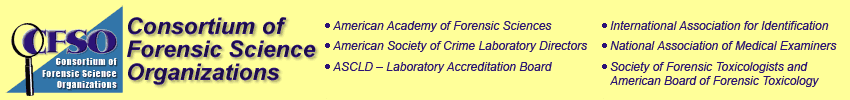 CFSO
Consortium of
Forensic Science
Organizations
Consortium of
Forensic Science
Organizations
• American Academy of Forensic Sciences
• American Society of Crime Laboratory Directors
• ASCLD – Laboratory Accreditation Board
• International Association for Identification
• National Association of Medical Examiners
• Society of Forensic Toxicologists and
American Board of Forensic Toxicology